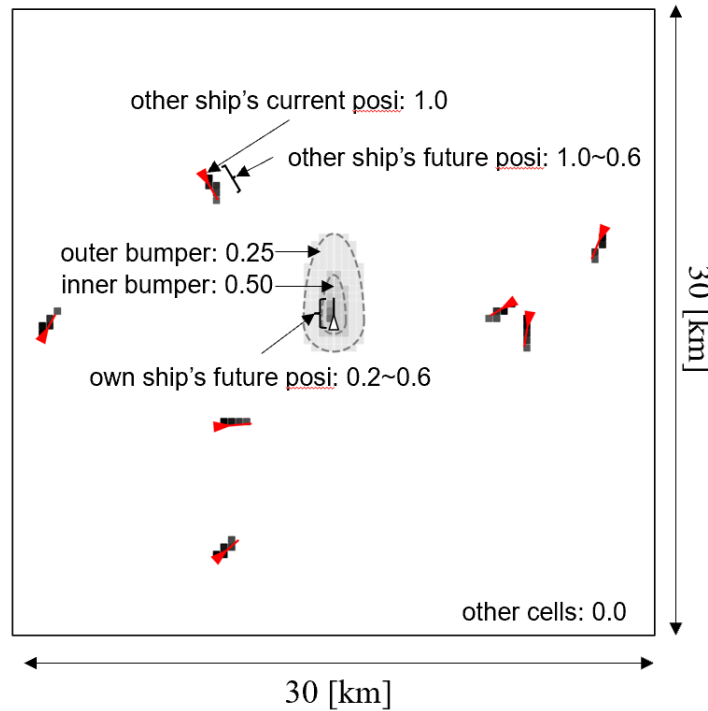 other ship’s current posi: 1.0
other ship’s future posi: 1.0~0.6
outer bumper: 0.25
inner bumper: 0.50
own ship’s future posi: 0.2~0.6
30 [km]
other cells: 0.0
30 [km]